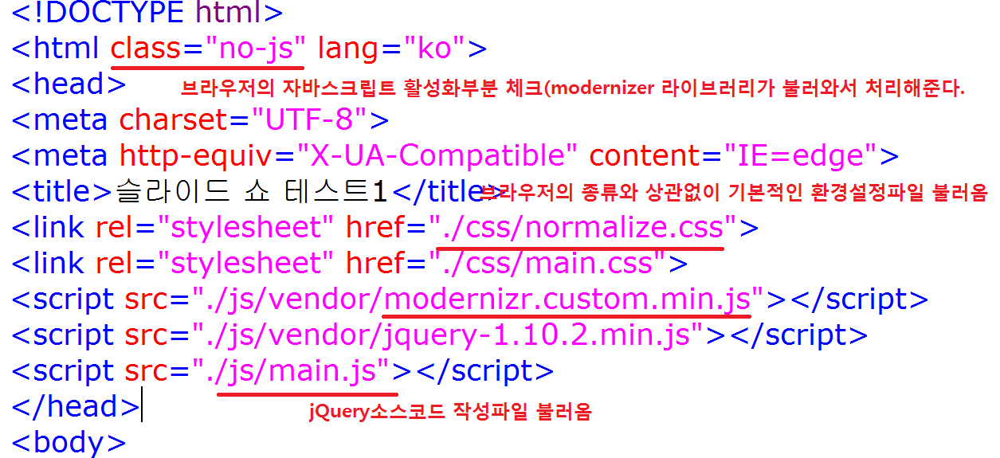 <!DOCTYPE html>
<html class="no-js" lang="ko">
<head>
브라우저의 자바스크립트 활성화부분 체크(modernizer 라이브러리가 불러와서 처리해준다.
<meta charset="UTF-8">
<meta http-equiv="X-UA-Compatible" content="IE=edge">
<title>슬라이드 쇼 테스트1</title>
브라우저의 종류와 상관없이 기본적인 환경설정파일 불러옴
<link rel="stylesheet" href="./css/normalize.css">
<link rel="stylesheet" href="./css/main.css">
<script src="./js/vendor/modernizr.custom.min.js"></script>
<script src="./js/vendor/jquery-1.10.2.min.js"></script>
<script src="./js/main.js"></script>
</head>
jQuery소스코드 작성파일 불러옴
<body>